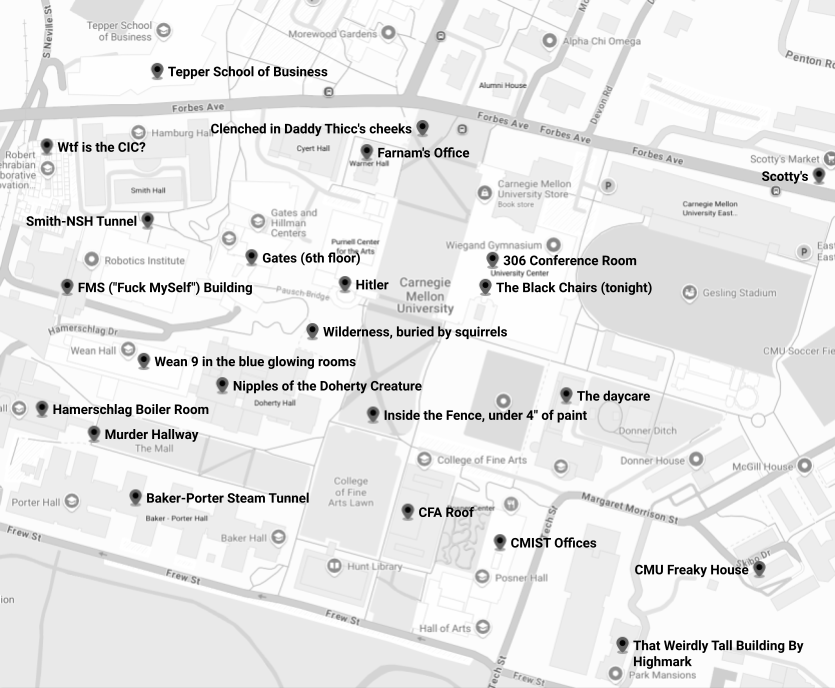 S Neville St
Tepper School
of Business
Morewood Gardens
Alpha Chi Omega
Penton Ro
Tepper School of Business
Alumni House
Devon Rd
Forbes Ave
Forbes Ave
Forbes Ave
Forbes Ave
Hamburg Hall
Clenched in Daddy Thicc's cheeks
Wtf is the CIC?
Cyert Hall
Farnam's Office
Warner Hall
Robert
ehrabian
borative
ovation...
Scotty's Market
Scotty's
Smith Hall
Carnegie Mellon
University Store
Book store
P
Carnegie Mellon
University East...
Smith-NSH Tunnel
Gates and
Hillman
Centers
Purnell Center
for the Arts
Wiegand Gymnasium
P
East
East
Robotics Institute
Gates (6th floor)
306 Conference Room
University Center
FMS ("Fuck MySelf") Building
Hitler
Pausch Bridge
Carnegie
Mellon
University
The Black Chairs (tonight)
Gesling Stadium
Hamerschlag Dr
Wilderness, buried by squirrels
Wean Hall
CMU Soccer Fie
Wean 9 in the blue glowing rooms
Nipples of the Doherty Creature
The daycare
Doherty Hall
all
Hamerschlag Boiler Room
Inside the Fence, under 4" of paint
Murder Hallway
The Mall
Donner Ditch
College of Fine Arts
Donner House
McGill House
College
of Fine
Arts Lawn
Porter Hall
Baker-Porter Steam Tunnel
Baker - Porter Hall
Margaret Morrison St
CFA Roof
Center
Tech St
Frew St
Baker Hall
CMIST Offices
Skibo Dr
CMU Freaky House
Hunt Library
Posner Hall
Frew St
ion
Frew St
Hall of Arts
That Weirdly Tall Building By
Highmark
Park Mansions
Tech St
Frew St